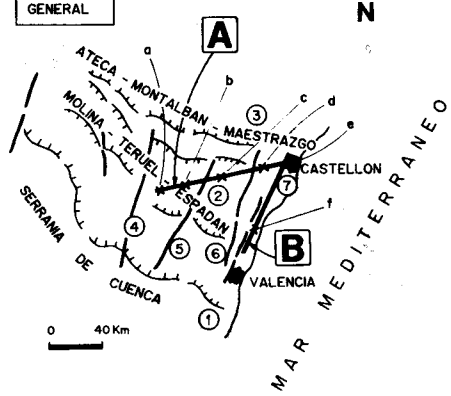 GENERAL
N
A
a
b
ATECA - MONTALBAN - MAESTRAZGO
3
c
d
e
MOLINA - TERUEL - ESPADAN
CASTELLON
7
2
f
SERRANIA DE CUENCA
4
5
6
B
VALENCIA
1
0 40 Km
MAR MEDITERRANEO